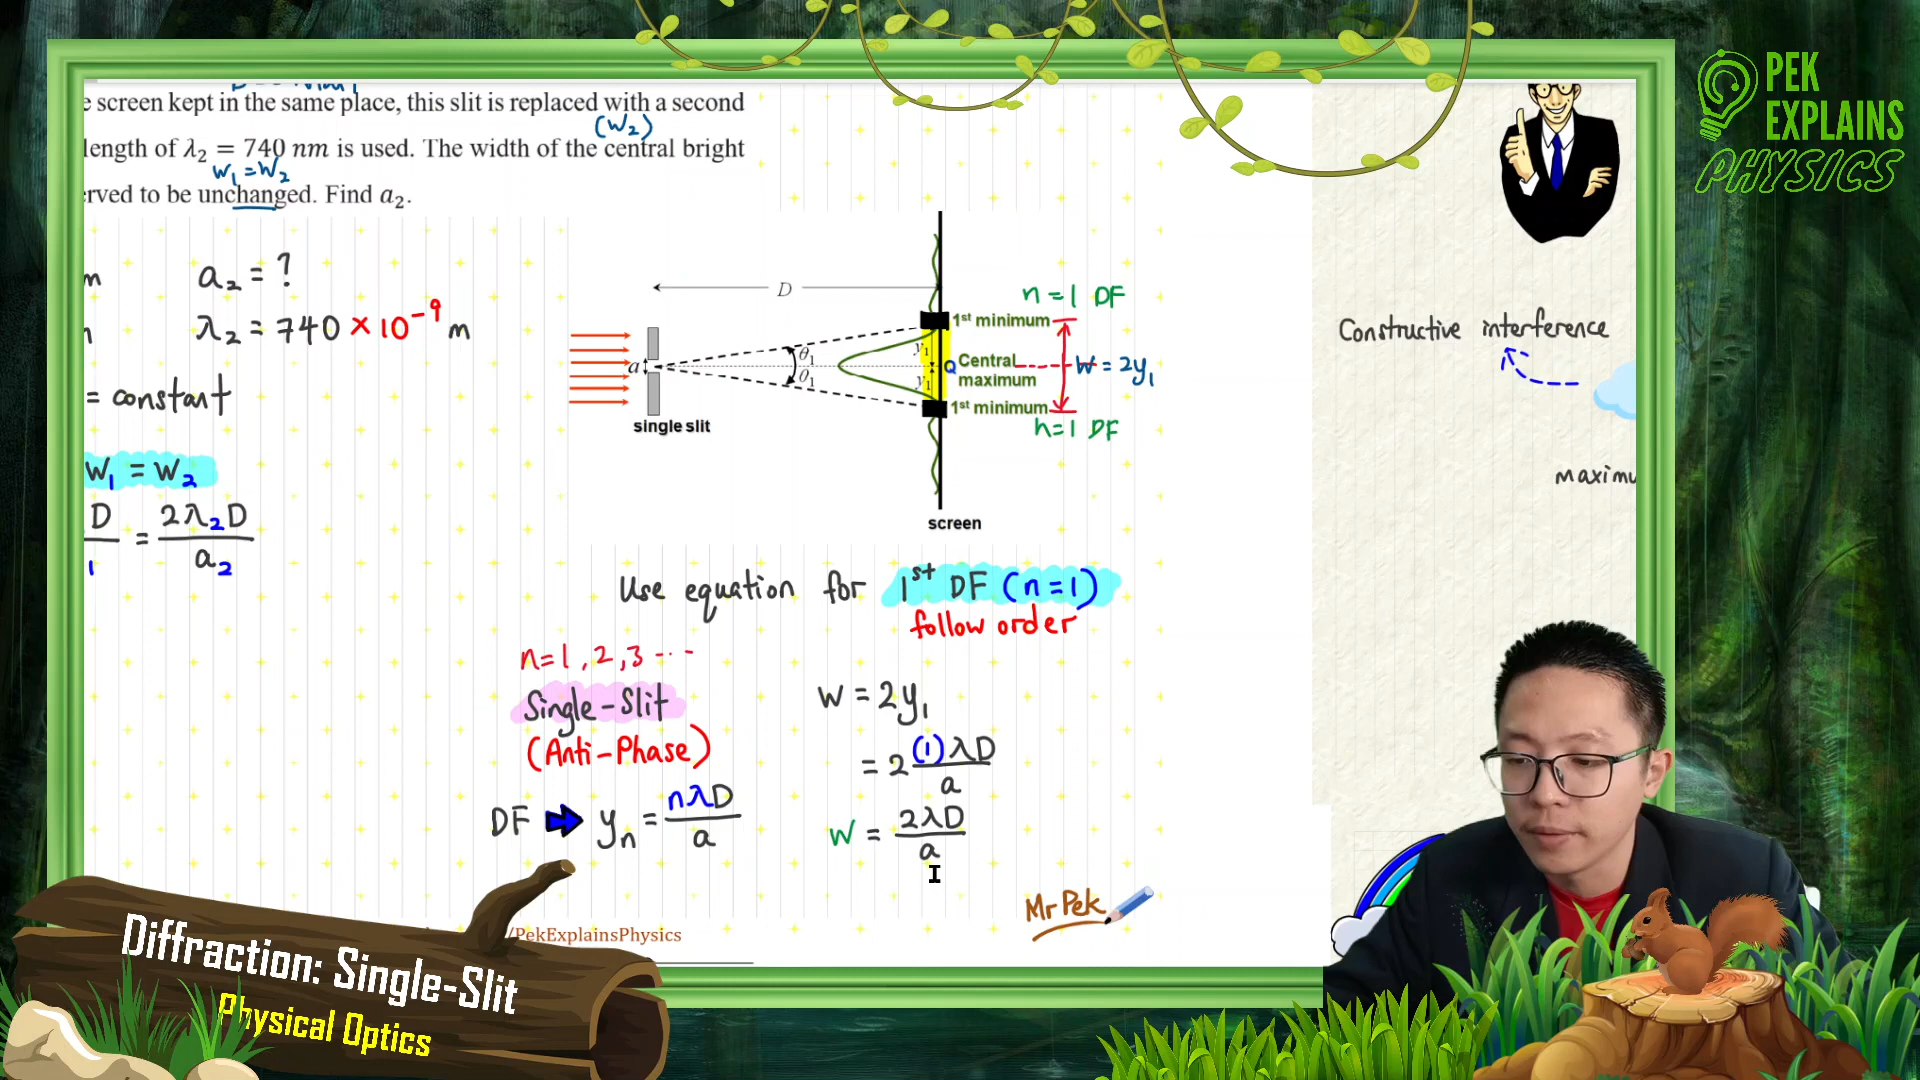 e screen kept in the same place, this slit is replaced with a second
(W₂)
length of λ₂ = 740 nm is used. The width of the central bright
W₁ = W₂
rved to be unchanged. Find a₂.
m
a₂ = ?
λ₂ = 740 × 10⁻⁹ m
= constant
W₁ = W₂
D/1 = 2λ₂D/a₂
D
n = 1 DF
1st minimum
θ₁
y₁
a
Q Central maximum
W = 2y₁
θ₁
y₁
1st minimum
n = 1 DF
single slit
screen
Use equation for 1st DF (n = 1)
follow order
n = 1, 2, 3 ...
Single-Slit
(Anti-Phase)
DF ➡ yₙ = nλD/a
W = 2y₁
= 2 (1)λD/a
W = 2λD/a
Mr Pek
/PekExplainsPhysics
Constructive interference
maximu
PEK
EXPLAINS
PHYSICS
Diffraction: Single-Slit
Physical Optics